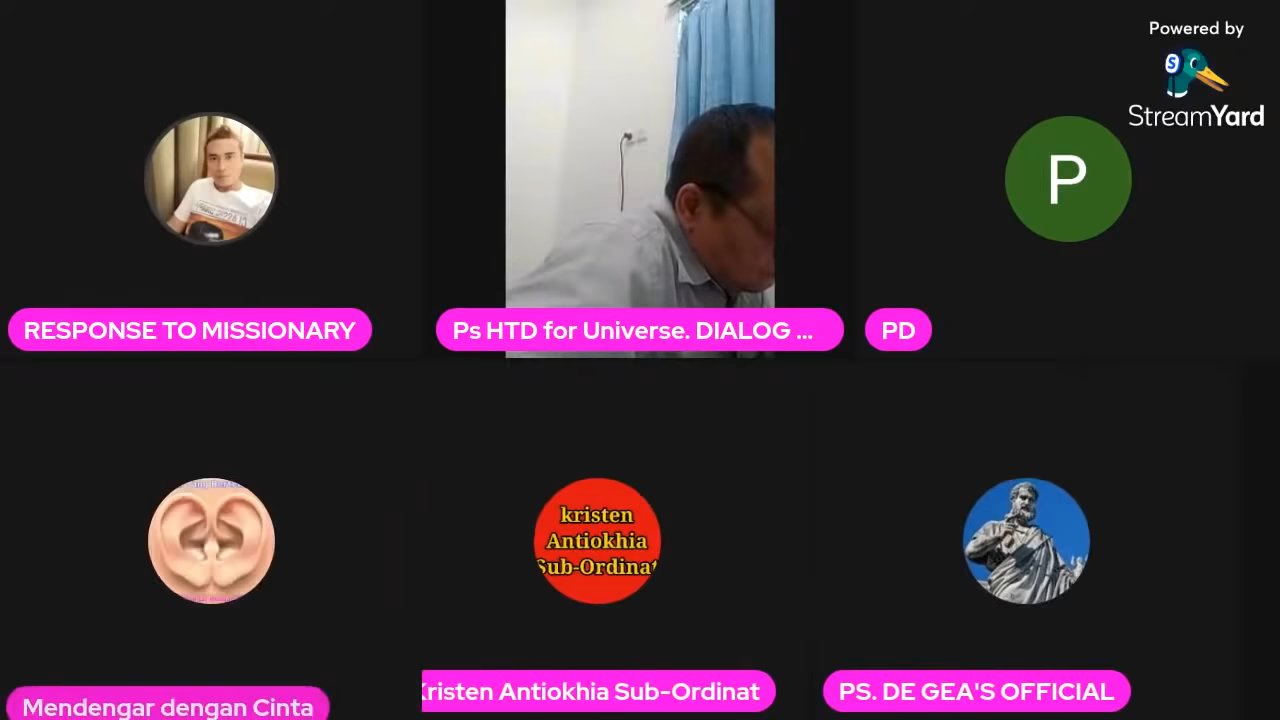 Powered by
StreamYard
P
RESPONSE TO MISSIONARY
Ps HTD for Universe. DIALOG ...
PD
kristen
Antiokhia
Sub-Ordinat
Mendengar dengan Cinta
Kristen Antiokhia Sub-Ordinat
PS. DE GEA'S OFFICIAL